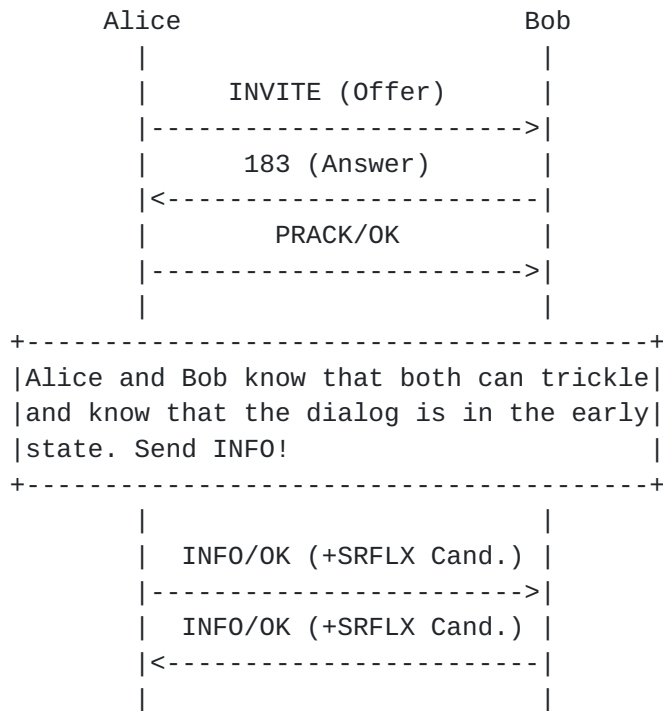 Alice Bob
INVITE (Offer)
183 (Answer)
PRACK/OK
Alice and Bob know that both can trickle
and know that the dialog is in the early
state. Send INFO!
INFO/OK (+SRFLX Cand.)
INFO/OK (+SRFLX Cand.)